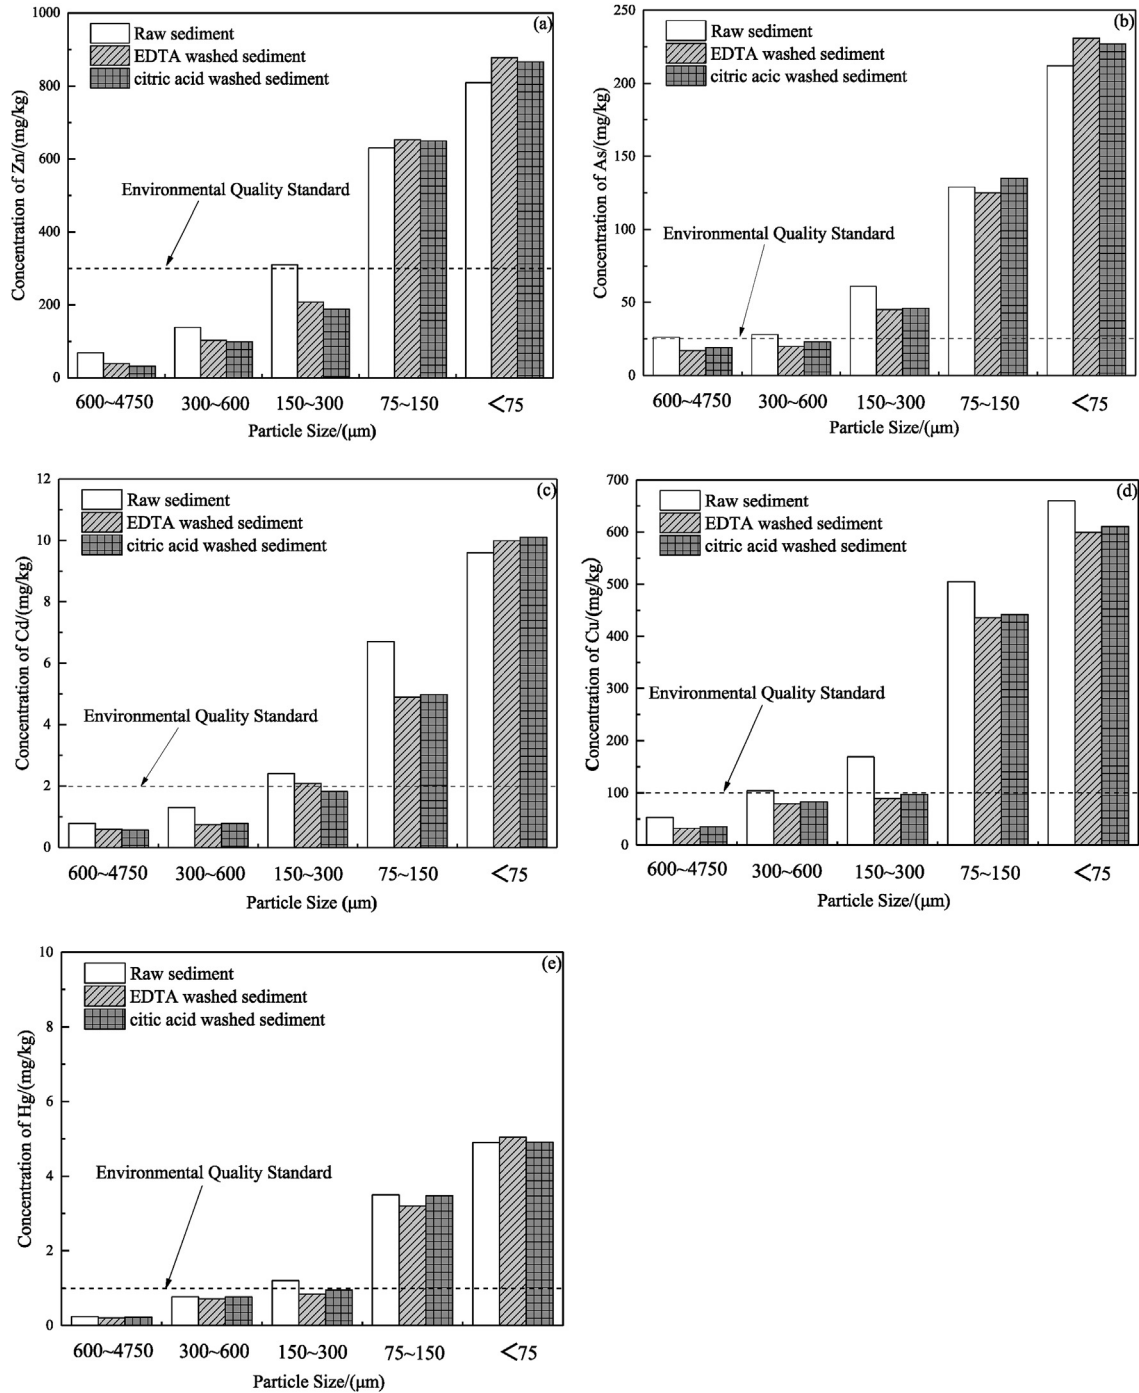 (a)
Raw sediment
EDTA washed sediment
citric acid washed sediment
Environmental Quality Standard
Concentration of Zn/(mg/kg)
1000
800
600
400
200
0
600~4750 300~600 150~300 75~150 <75
Particle Size/(μm)
(b)
Raw sediment
EDTA washed sediment
citric acic washed sediment
Environmental Quality Standard
Concentration of As/(mg/kg)
250
200
150
100
50
0
600~4750 300~600 150~300 75~150 <75
Particle Size/(μm)
(c)
Raw sediment
EDTA washed sediment
citric acid washed sediment
Environmental Quality Standard
Concentration of Cd/(mg/kg)
12
10
8
6
4
2
0
600~4750 300~600 150~300 75~150 <75
Particle Size (μm)
(d)
Raw sediment
EDTA washed sediment
citric acid washed sediment
Environmental Quality Standard
Concentration of Cu/(mg/kg)
700
600
500
400
300
200
100
0
600~4750 300~600 150~300 75~150 <75
Particle Size/(μm)
(e)
Raw sediment
EDTA washed sediment
citic acid washed sediment
Environmental Quality Standard
Concentration of Hg/(mg/kg)
10
8
6
4
2
0
600~4750 300~600 150~300 75~150 <75
Particle Size/(μm)